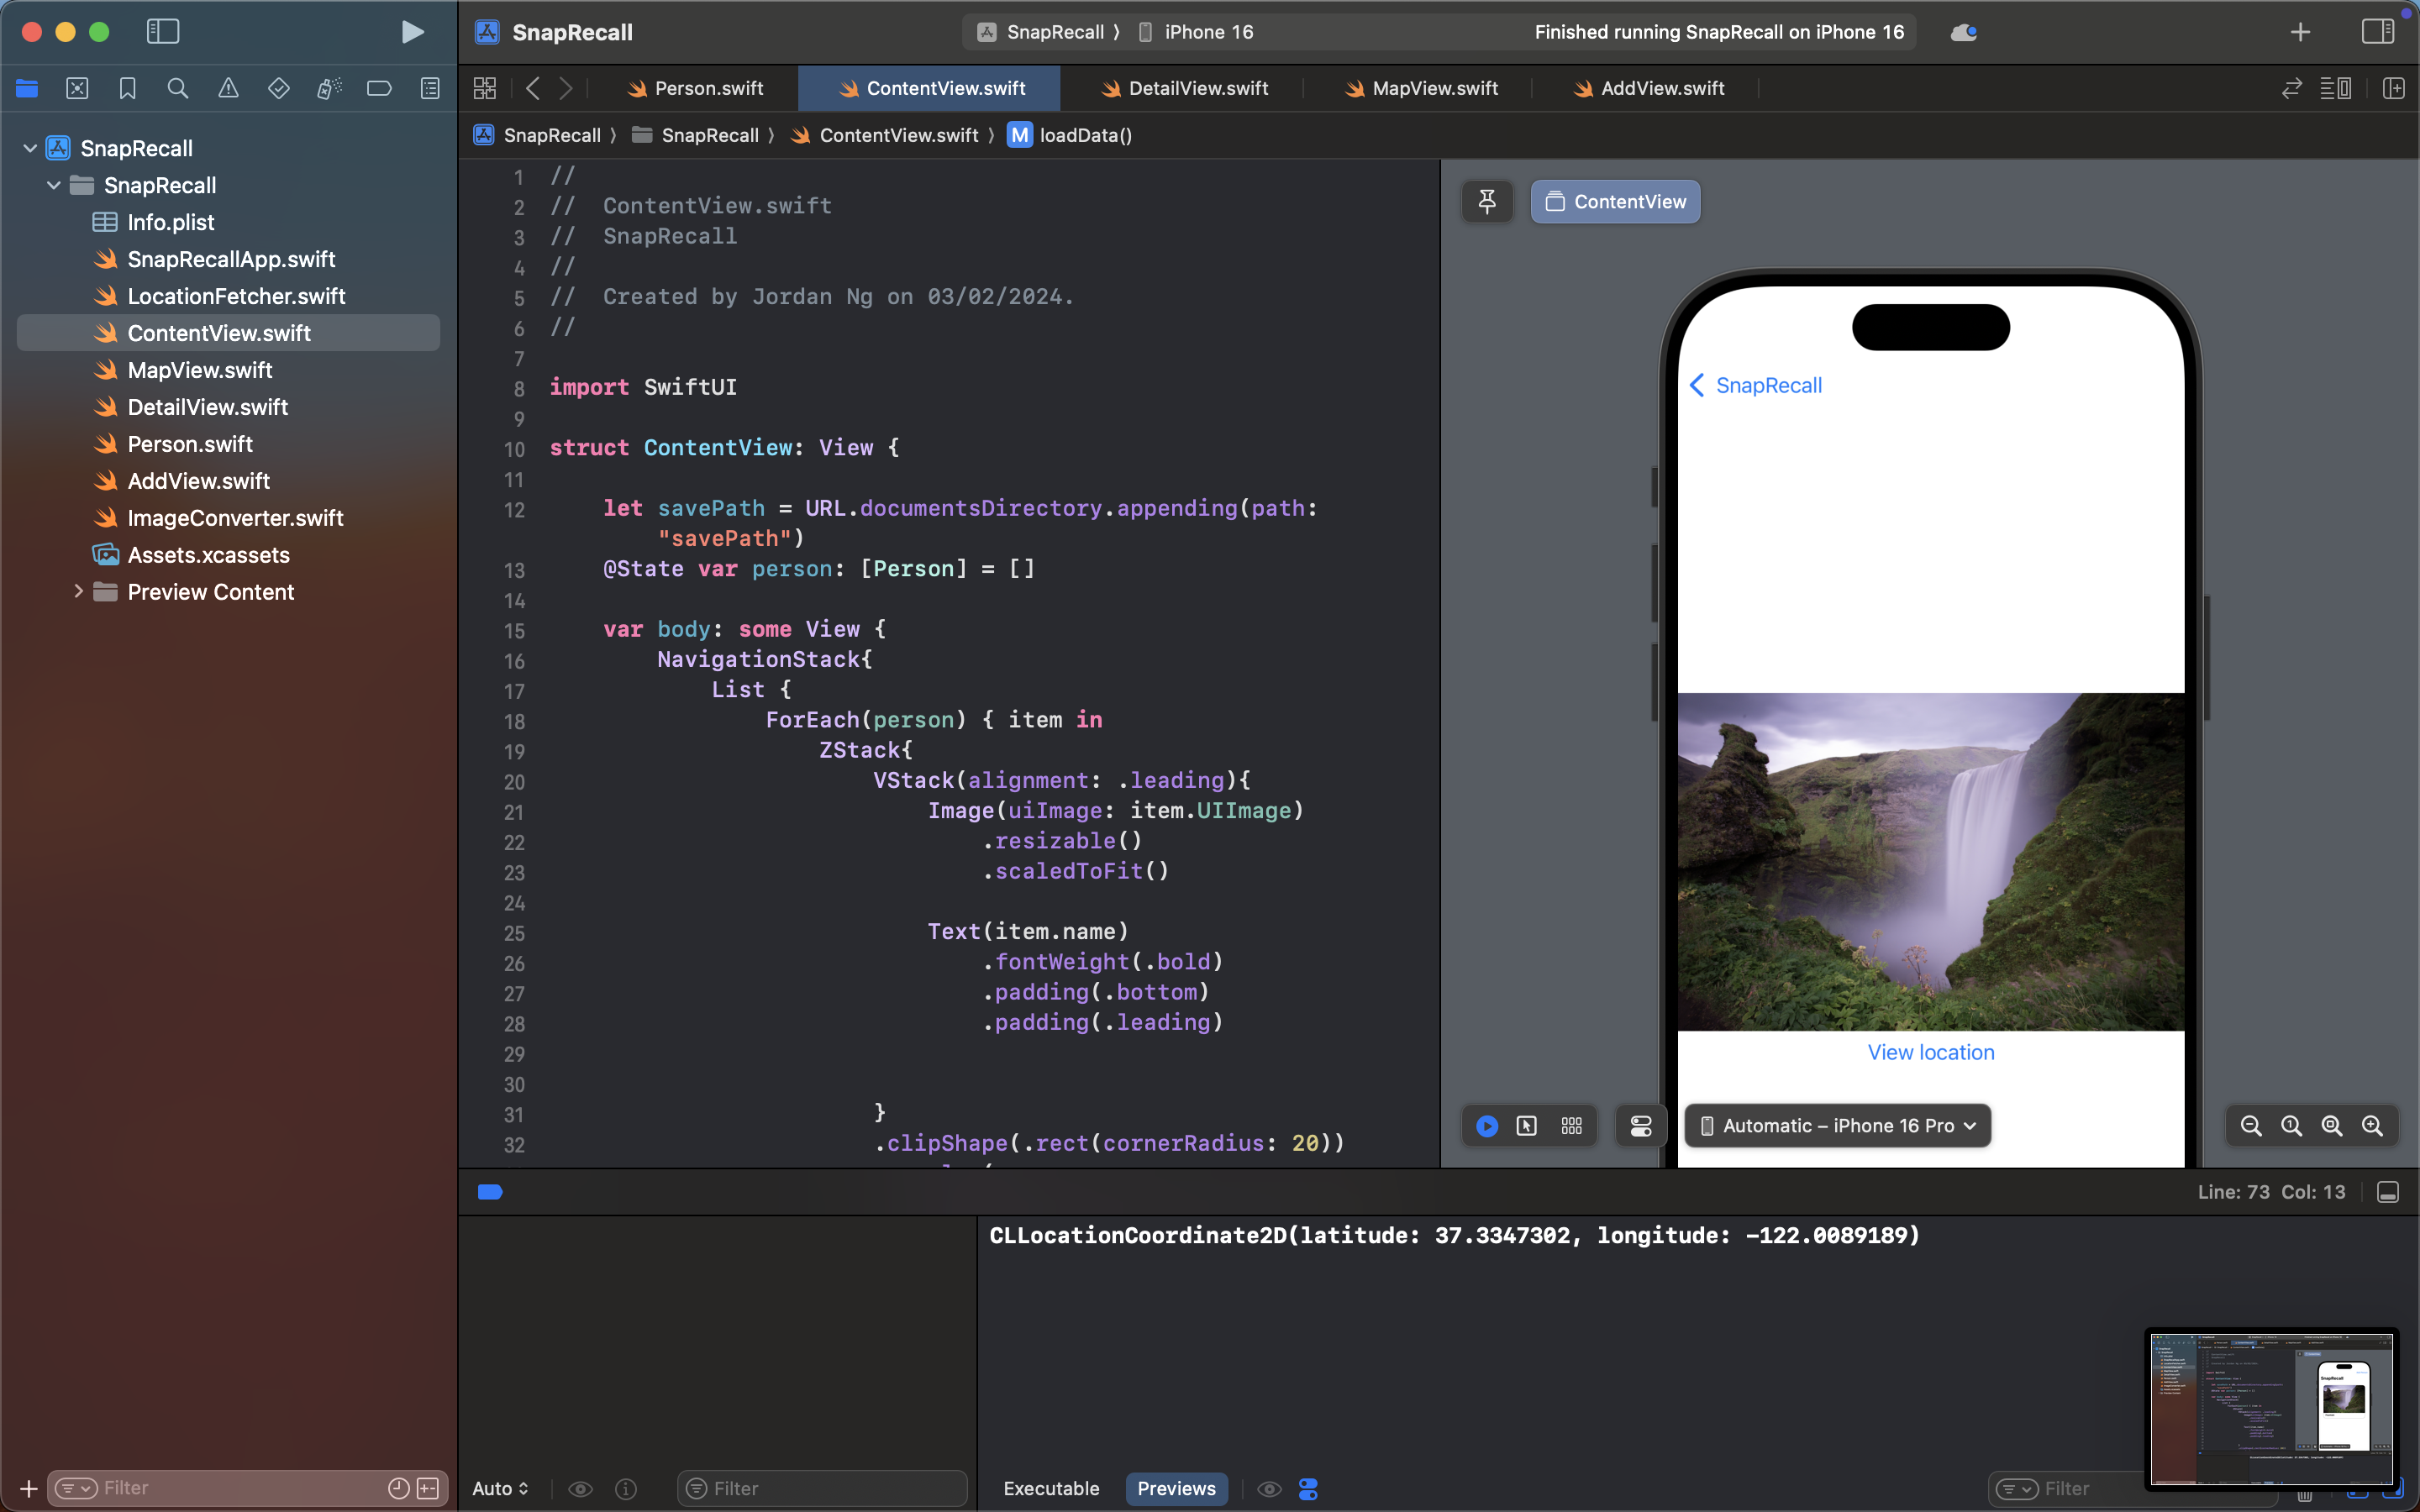 SnapRecall
SnapRecall
iPhone 16
Finished running SnapRecall on iPhone 16
Person.swift
ContentView.swift
DetailView.swift
MapView.swift
AddView.swift
SnapRecall
SnapRecall
ContentView.swift
M loadData()
SnapRecall
SnapRecall
Info.plist
SnapRecallApp.swift
LocationFetcher.swift
ContentView.swift
MapView.swift
DetailView.swift
Person.swift
AddView.swift
ImageConverter.swift
Assets.xcassets
Preview Content
1 //
2 //  ContentView.swift
3 //  SnapRecall
4 //
5 //  Created by Jordan Ng on 03/02/2024.
6 //
7
8 import SwiftUI
9
10 struct ContentView: View {
11
12     let savePath = URL.documentsDirectory.appending(path:
"savePath")
13     @State var person: [Person] = []
14
15     var body: some View {
16         NavigationStack{
17             List {
18                 ForEach(person) { item in
19                     ZStack{
20                         VStack(alignment: .leading){
21                             Image(uiImage: item.UIImage)
22                                 .resizable()
23                                 .scaledToFit()
24
25                             Text(item.name)
26                                 .fontWeight(.bold)
27                                 .padding(.bottom)
28                                 .padding(.leading)
29
30
31                         }
32                         .clipShape(.rect(cornerRadius: 20))
ContentView
SnapRecall
View location
Automatic – iPhone 16 Pro
Line: 73 Col: 13
CLLocationCoordinate2D(latitude: 37.3347302, longitude: -122.0089189)
Filter
Auto
Filter
Executable
Previews
Filter
SnapRecall